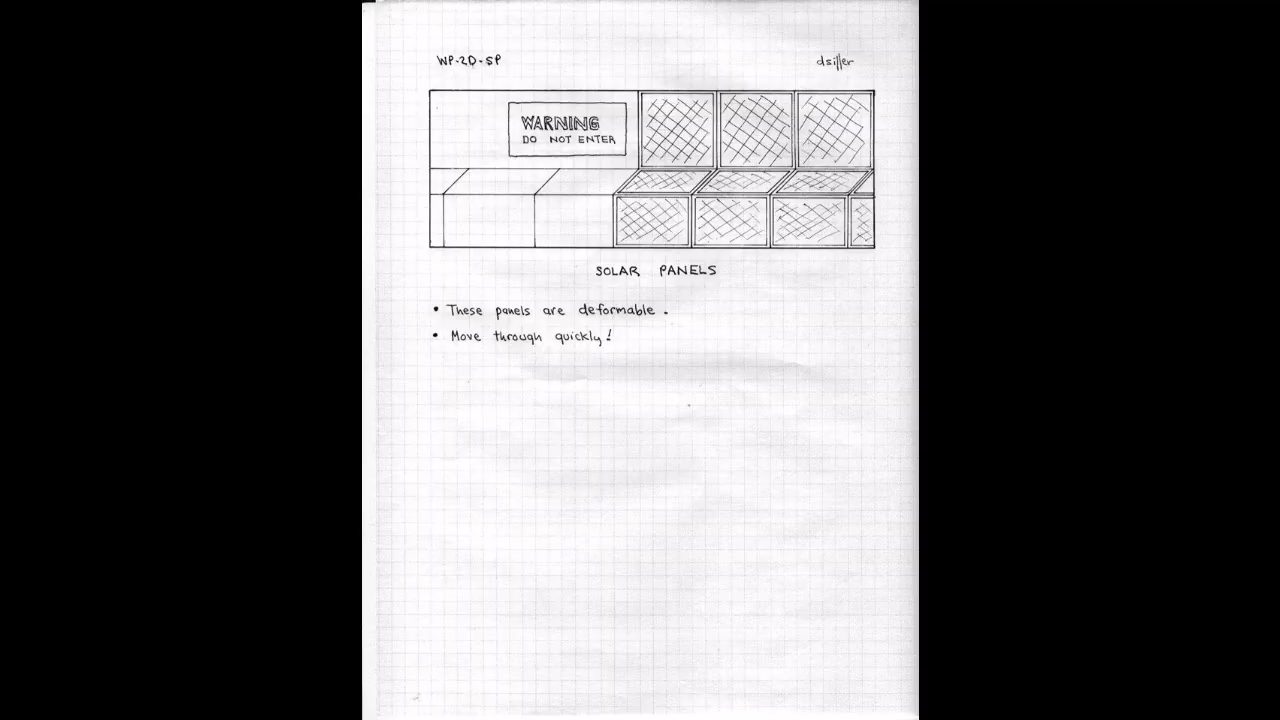 WP-2D-SP
dsiller
WARNING
DO NOT ENTER
SOLAR PANELS
• These panels are deformable.
• Move through quickly!